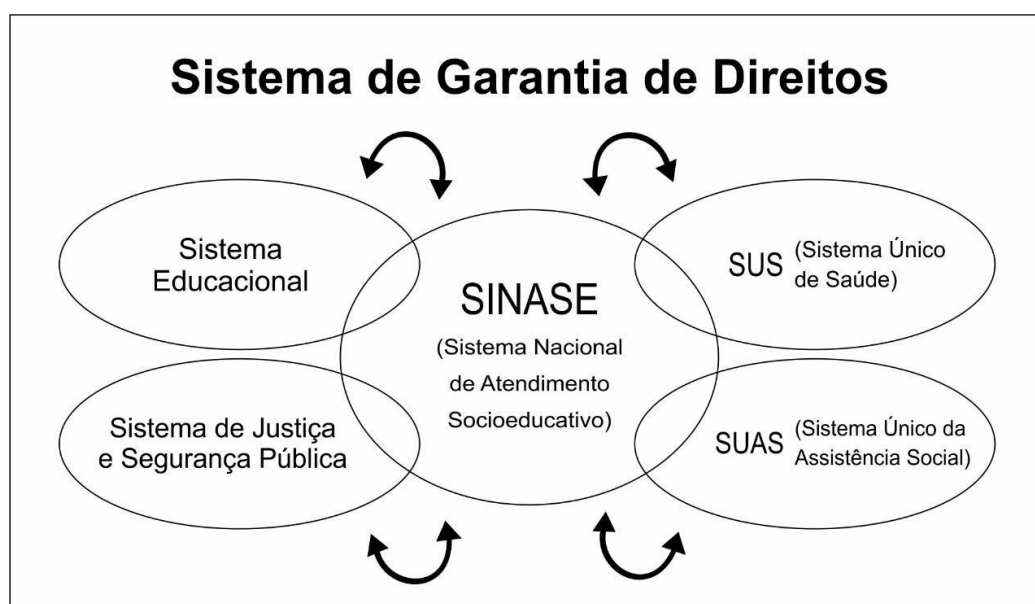 Sistema de Garantia de Direitos
Sistema
Educacional
SINASE
(Sistema Nacional
de Atendimento
Socioeducativo)
SUS (Sistema Único
de Saúde)
Sistema de Justiça
e Segurança Pública
SUAS (Sistema Único da
Assistência Social)